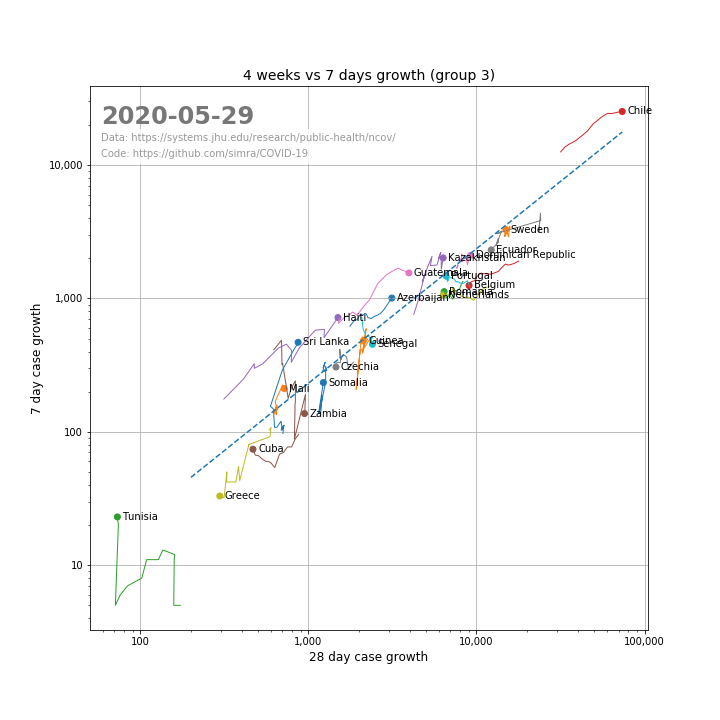 4 weeks vs 7 days growth (group 3)
2020-05-29
Data: https://systems.jhu.edu/research/public-health/ncov/
Code: https://github.com/simra/COVID-19
Chile
10,000
Sweden
Ecuador
Dominican Republic
Kazakhstan
Guatemala
Portugal
Belgium
Romania
Netherlands
Azerbaijan
1,000
Haiti
Sri Lanka
Guinea
Senegal
Czechia
Somalia
Mali
Zambia
100
Cuba
Greece
Tunisia
10
7 day case growth
100
1,000
10,000
100,000
28 day case growth